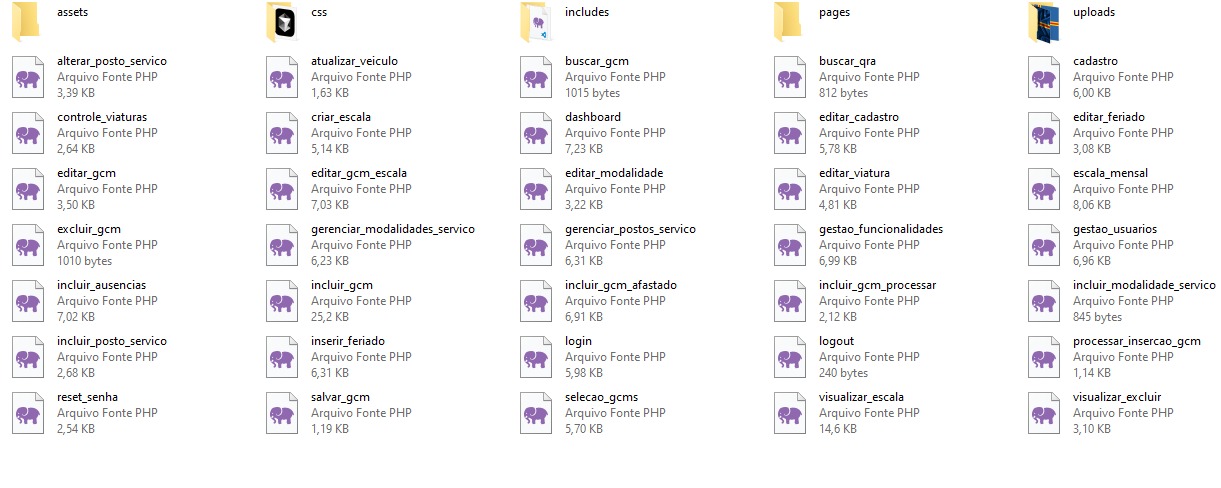 assets
css
includes
pages
uploads
alterar_posto_servico
Arquivo Fonte PHP
3,39 KB
atualizar_veiculo
Arquivo Fonte PHP
1,63 KB
buscar_gcm
Arquivo Fonte PHP
1015 bytes
buscar_qra
Arquivo Fonte PHP
812 bytes
cadastro
Arquivo Fonte PHP
6,00 KB
controle_viaturas
Arquivo Fonte PHP
2,64 KB
criar_escala
Arquivo Fonte PHP
5,14 KB
dashboard
Arquivo Fonte PHP
7,23 KB
editar_cadastro
Arquivo Fonte PHP
5,78 KB
editar_feriado
Arquivo Fonte PHP
3,08 KB
editar_gcm
Arquivo Fonte PHP
3,50 KB
editar_gcm_escala
Arquivo Fonte PHP
7,03 KB
editar_modalidade
Arquivo Fonte PHP
3,22 KB
editar_viatura
Arquivo Fonte PHP
4,81 KB
escala_mensal
Arquivo Fonte PHP
8,06 KB
excluir_gcm
Arquivo Fonte PHP
1010 bytes
gerenciar_modalidades_servico
Arquivo Fonte PHP
6,23 KB
gerenciar_postos_servico
Arquivo Fonte PHP
6,31 KB
gestao_funcionalidades
Arquivo Fonte PHP
6,99 KB
gestao_usuarios
Arquivo Fonte PHP
6,96 KB
incluir_ausencias
Arquivo Fonte PHP
7,02 KB
incluir_gcm
Arquivo Fonte PHP
25,2 KB
incluir_gcm_afastado
Arquivo Fonte PHP
6,91 KB
incluir_gcm_processar
Arquivo Fonte PHP
2,12 KB
incluir_modalidade_servico
Arquivo Fonte PHP
845 bytes
incluir_posto_servico
Arquivo Fonte PHP
2,68 KB
inserir_feriado
Arquivo Fonte PHP
6,31 KB
login
Arquivo Fonte PHP
5,98 KB
logout
Arquivo Fonte PHP
240 bytes
processar_insercao_gcm
Arquivo Fonte PHP
1,14 KB
reset_senha
Arquivo Fonte PHP
2,54 KB
salvar_gcm
Arquivo Fonte PHP
1,19 KB
selecao_gcms
Arquivo Fonte PHP
5,70 KB
visualizar_escala
Arquivo Fonte PHP
14,6 KB
visualizar_excluir
Arquivo Fonte PHP
3,10 KB